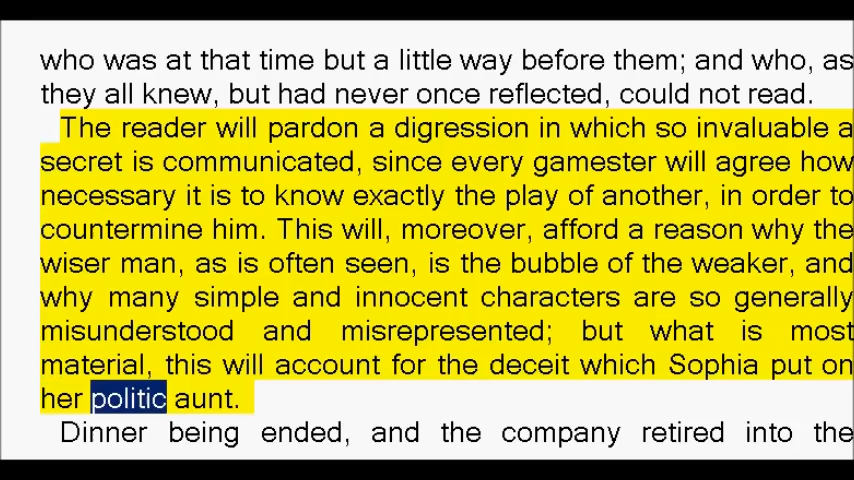 who was at that time but a little way before them; and who, as
they all knew, but had never once reflected, could not read.
The reader will pardon a digression in which so invaluable a
secret is communicated, since every gamester will agree how
necessary it is to know exactly the play of another, in order to
countermine him. This will, moreover, afford a reason why the
wiser man, as is often seen, is the bubble of the weaker, and
why many simple and innocent characters are so generally
misunderstood and misrepresented; but what is most
material, this will account for the deceit which Sophia put on
her politic aunt.
Dinner being ended, and the company retired into the